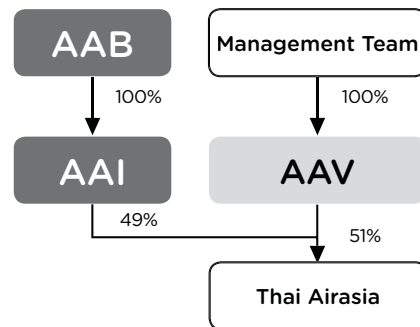 AAB
Management Team
100%
100%
AAI
AAV
49%
51%
Thai Airasia